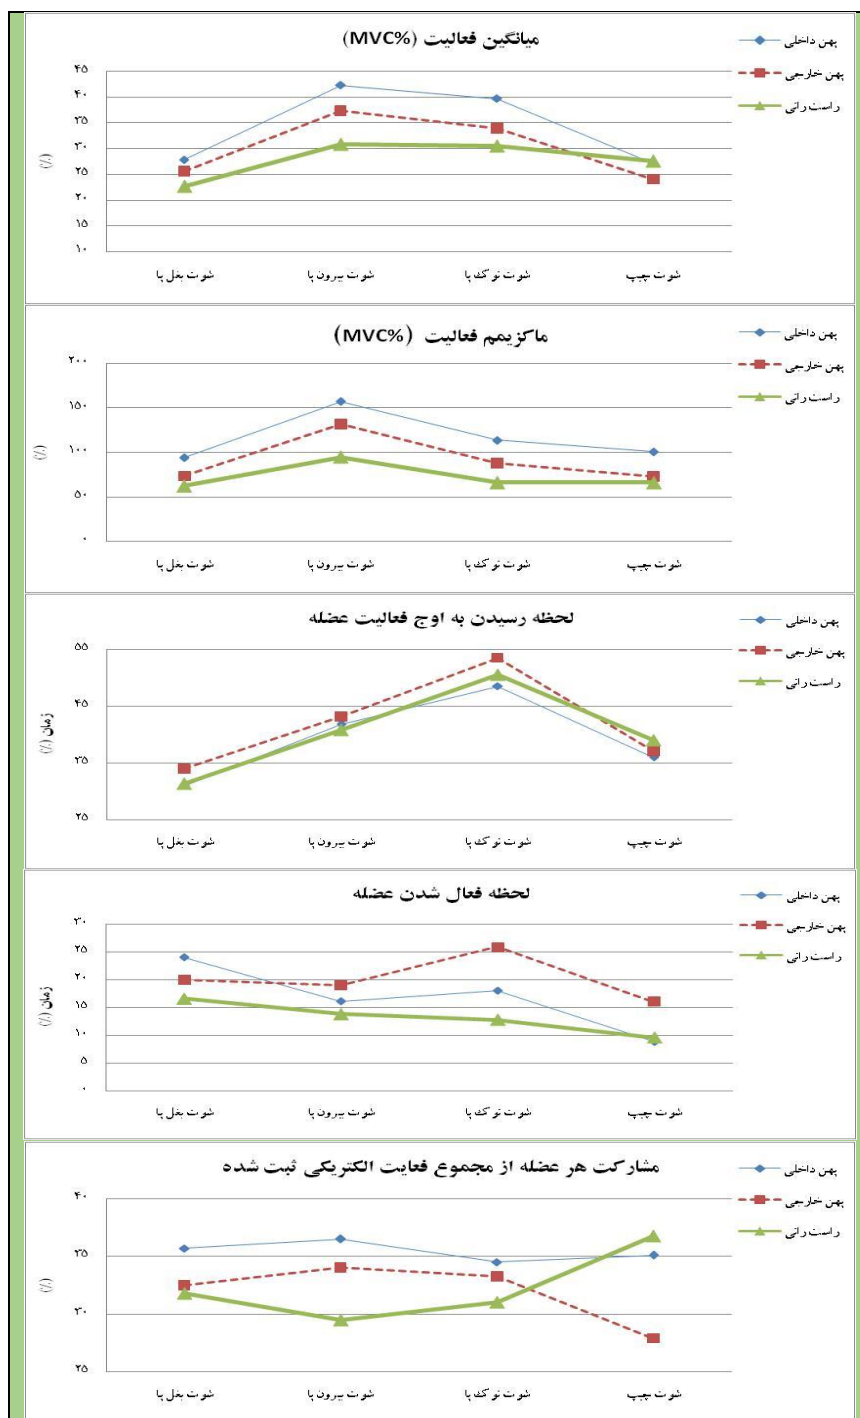 میانگین فعالیت (MVC%)
پهن داخلی
پهن خارجی
راست رانی
۴۵
۴۰
۳۵
۳۰
۲۵
۲۰
۱۵
۱۰
(٪)
شوت بغل پا
شوت بیرون پا
شوت نوک پا
شوت چیپ
ماکزیمم فعالیت (MVC%)
پهن داخلی
پهن خارجی
راست رانی
۲۰۰
۱۵۰
۱۰۰
۵۰
۰
(٪)
شوت بغل پا
شوت بیرون پا
شوت نوک پا
شوت چیپ
لحظه رسیدن به اوج فعالیت عضله
پهن داخلی
پهن خارجی
راست رانی
۵۵
۴۵
۳۵
۲۵
زمان (٪)
شوت بغل پا
شوت بیرون پا
شوت نوک پا
شوت چیپ
لحظه فعال شدن عضله
پهن داخلی
پهن خارجی
راست رانی
۳۰
۲۵
۲۰
۱۵
۱۰
۵
۰
زمان (٪)
شوت بغل پا
شوت بیرون پا
شوت نوک پا
شوت چیپ
مشارکت هر عضله از مجموع فعایت الکتریکی ثبت شده
پهن داخلی
پهن خارجی
راست رانی
۴۰
۳۵
۳۰
۲۵
(٪)
شوت بغل پا
شوت بیرون پا
شوت نوک پا
شوت چیپ